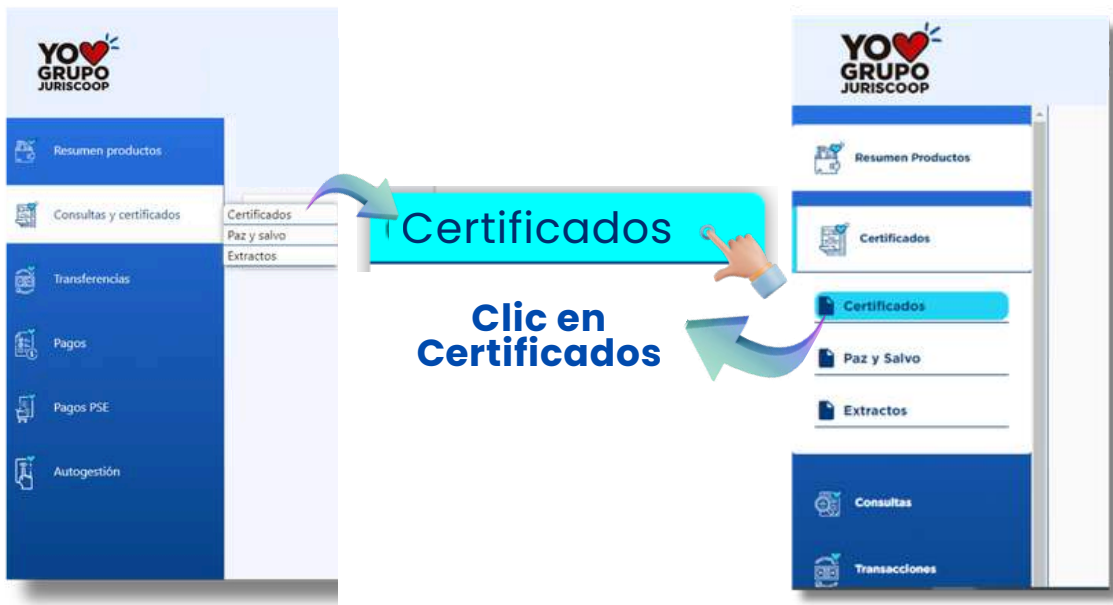 YO
GRUPO
JURISCOOP
Resumen productos
Consultas y certificados
Certificados
Paz y salvo
Extractos
Transferencias
Pagos
Pagos PSE
Autogestión
Certificados
Clic en
Certificados
YO
GRUPO
JURISCOOP
Resumen Productos
Certificados
Certificados
Paz y Salvo
Extractos
Consultas
Transacciones